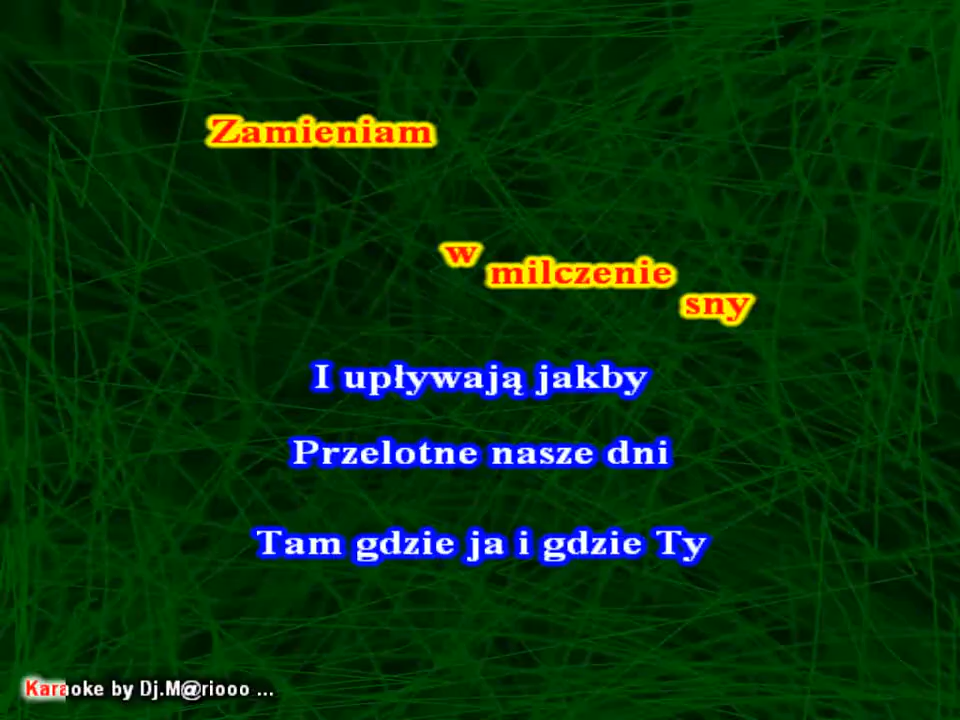 Zamieniam
w milczenie sny
I upływają jakby
Przelotne nasze dni
Tam gdzie ja i gdzie Ty
Karaoke by Dj.M@riooo ...